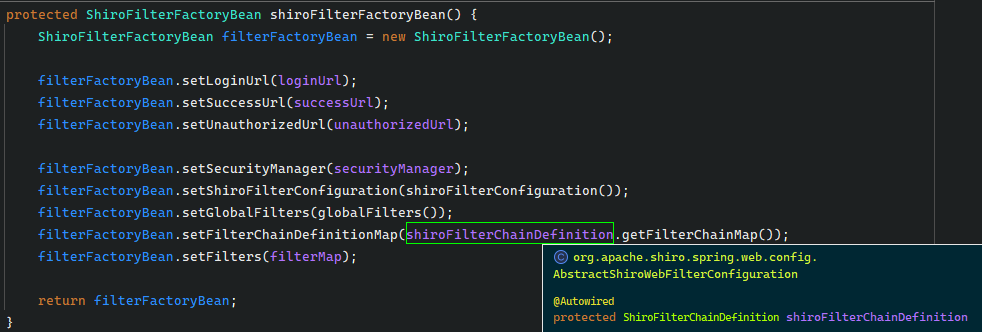 protected ShiroFilterFactoryBean shiroFilterFactoryBean() {
ShiroFilterFactoryBean filterFactoryBean = new ShiroFilterFactoryBean();
filterFactoryBean.setLoginUrl(loginUrl);
filterFactoryBean.setSuccessUrl(successUrl);
filterFactoryBean.setUnauthorizedUrl(unauthorizedUrl);
filterFactoryBean.setSecurityManager(securityManager);
filterFactoryBean.setShiroFilterConfiguration(shiroFilterConfiguration());
filterFactoryBean.setGlobalFilters(globalFilters());
filterFactoryBean.setFilterChainDefinitionMap(shiroFilterChainDefinition.getFilterChainMap());
filterFactoryBean.setFilters(filterMap);
return filterFactoryBean;
}
C org.apache.shiro.spring.web.config.
AbstractShiroWebFilterConfiguration
@Autowired
protected ShiroFilterChainDefinition shiroFilterChainDefinition